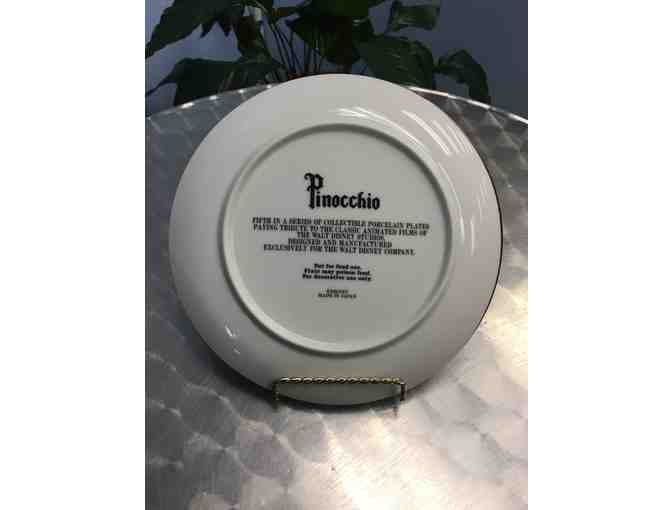 Pinocchio
FIFTH IN A SERIES OF COLLECTIBLE PORCELAIN PLATES
PAYING TRIBUTE TO THE CLASSIC ANIMATED FILMS OF
THE WALT DISNEY STUDIOS.
DESIGNED AND MANUFACTURED
EXCLUSIVELY FOR THE WALT DISNEY COMPANY.
Not for food use.
Plate may poison food.
For decorative use only.
©DISNEY
MADE IN JAPAN